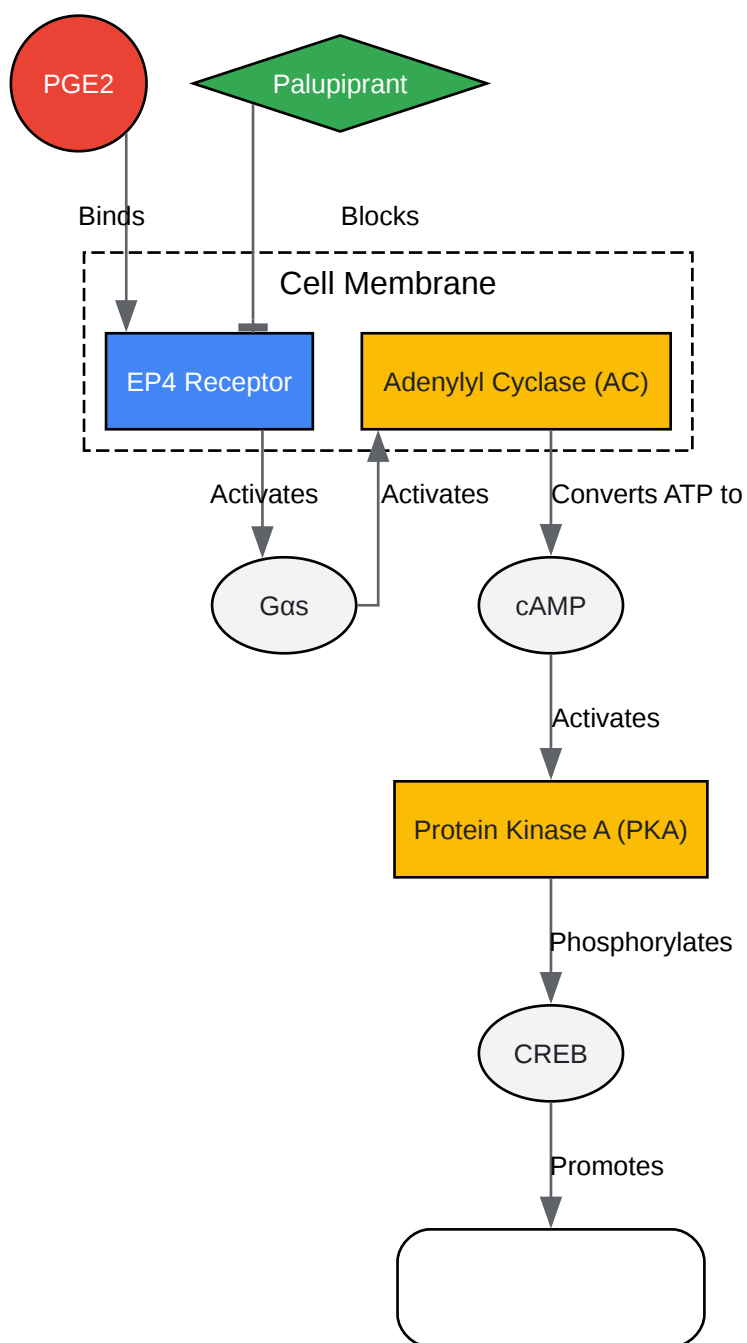 PGE2
Palupiprant
Binds
Blocks
Cell Membrane
EP4 Receptor
Adenylyl Cyclase (AC)
Activates
Activates
Converts ATP to
Gαs
cAMP
Activates
Protein Kinase A (PKA)
Phosphorylates
CREB
Promotes